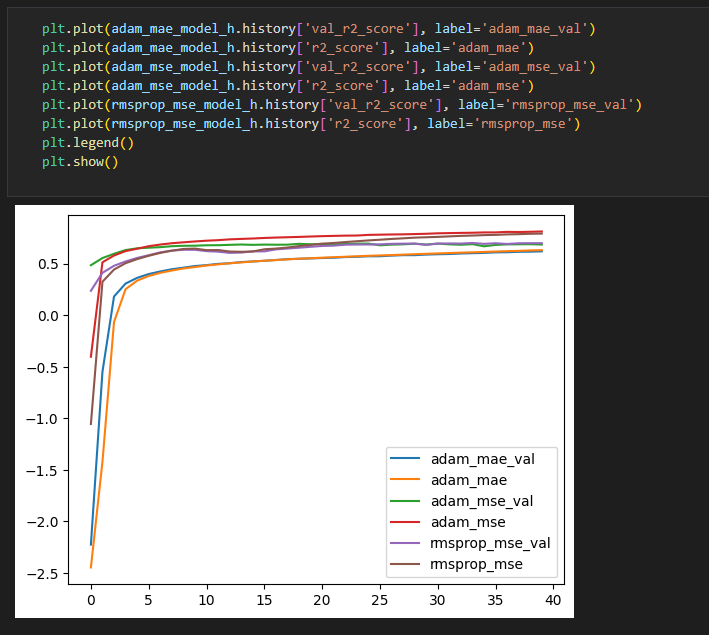 plt.plot(adam_mae_model_h.history['val_r2_score'], label='adam_mae_val')
plt.plot(adam_mae_model_h.history['r2_score'], label='adam_mae')
plt.plot(adam_mse_model_h.history['val_r2_score'], label='adam_mse_val')
plt.plot(adam_mse_model_h.history['r2_score'], label='adam_mse')
plt.plot(rmsprop_mse_model_h.history['val_r2_score'], label='rmsprop_mse_val')
plt.plot(rmsprop_mse_model_h.history['r2_score'], label='rmsprop_mse')
plt.legend()
plt.show()
0.5
0.0
−0.5
−1.0
−1.5
−2.0
−2.5
adam_mae_val
adam_mae
adam_mse_val
adam_mse
rmsprop_mse_val
rmsprop_mse
0 5 10 15 20 25 30 35 40